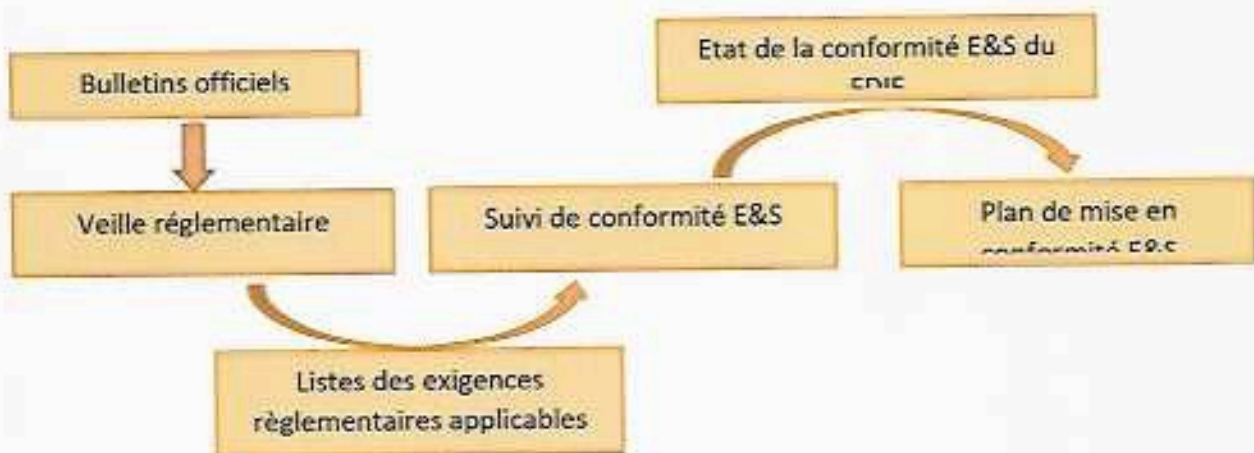 Bulletins officiels
Veille réglementaire
Listes des exigences
règlementaires applicables
Suivi de conformité E&S
Etat de la conformité E&S du
Plan de mise en
conformité E&S